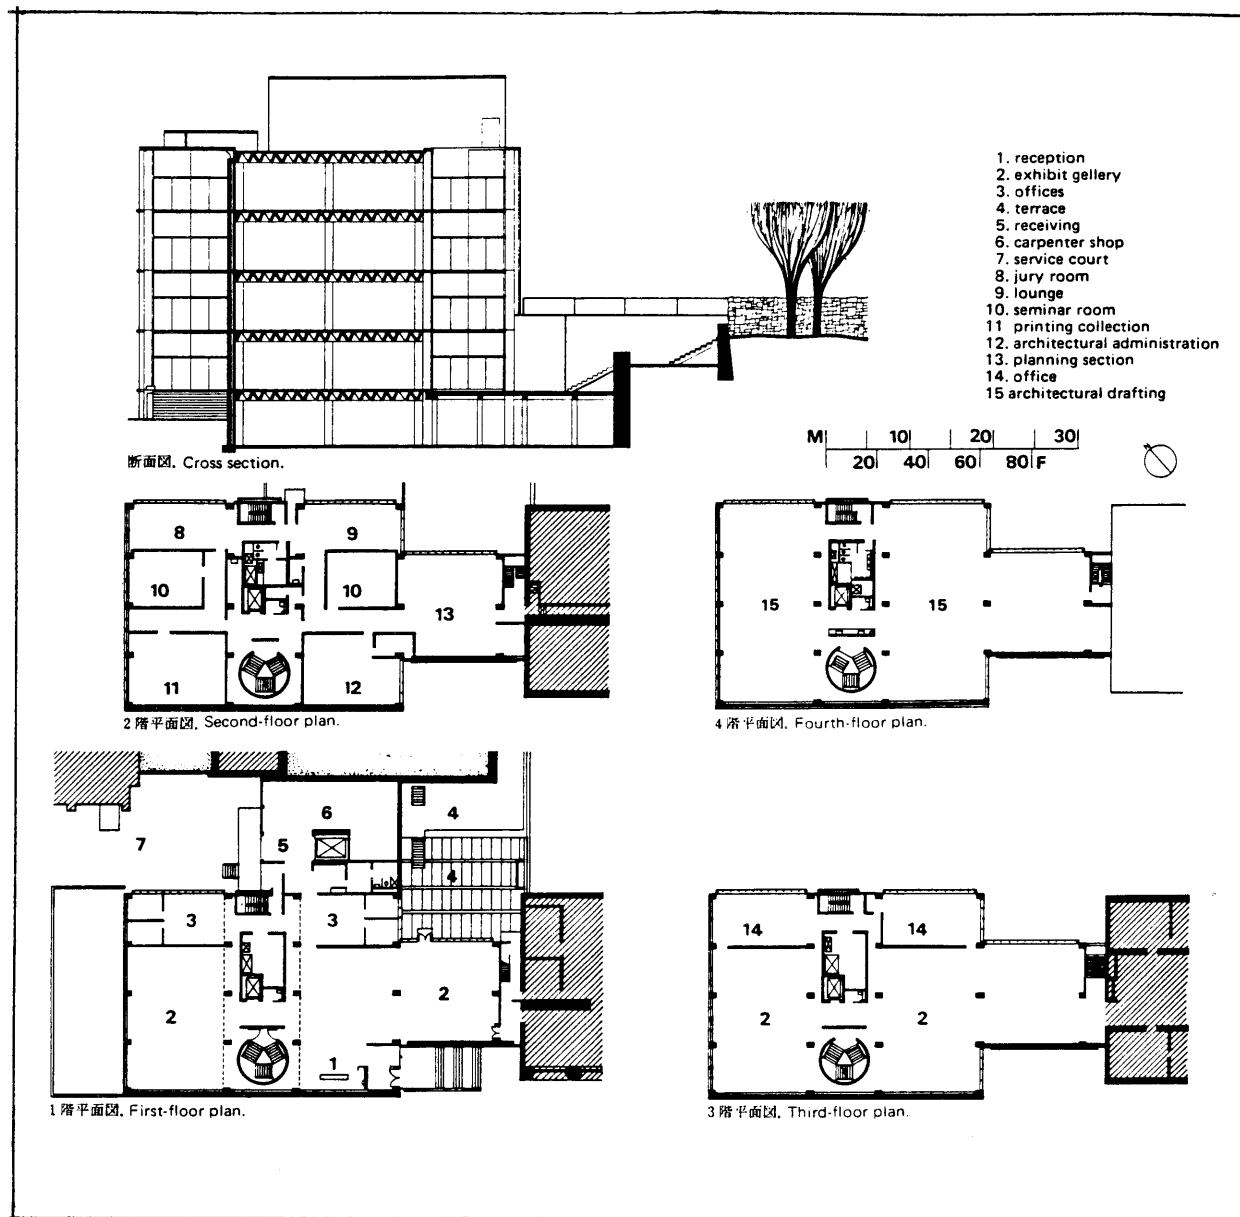 1. reception
2. exhibit gellery
3. offices
4. terrace
5. receiving
6. carpenter shop
7. service court
8. jury room
9. lounge
10. seminar room
11 printing collection
12. architectural administration
13. planning section
14. office
15 architectural drafting
M 10 20 30
20 40 60 80 F
断面図. Cross section.
8 9
10 10
13
11 12
2階平面図. Second-floor plan.
15 15
4階平面図. Fourth-floor plan.
6 4
7 5
4
3 3
2 2
1
1階平面図. First-floor plan.
14 14
2 2
3階平面図. Third-floor plan.